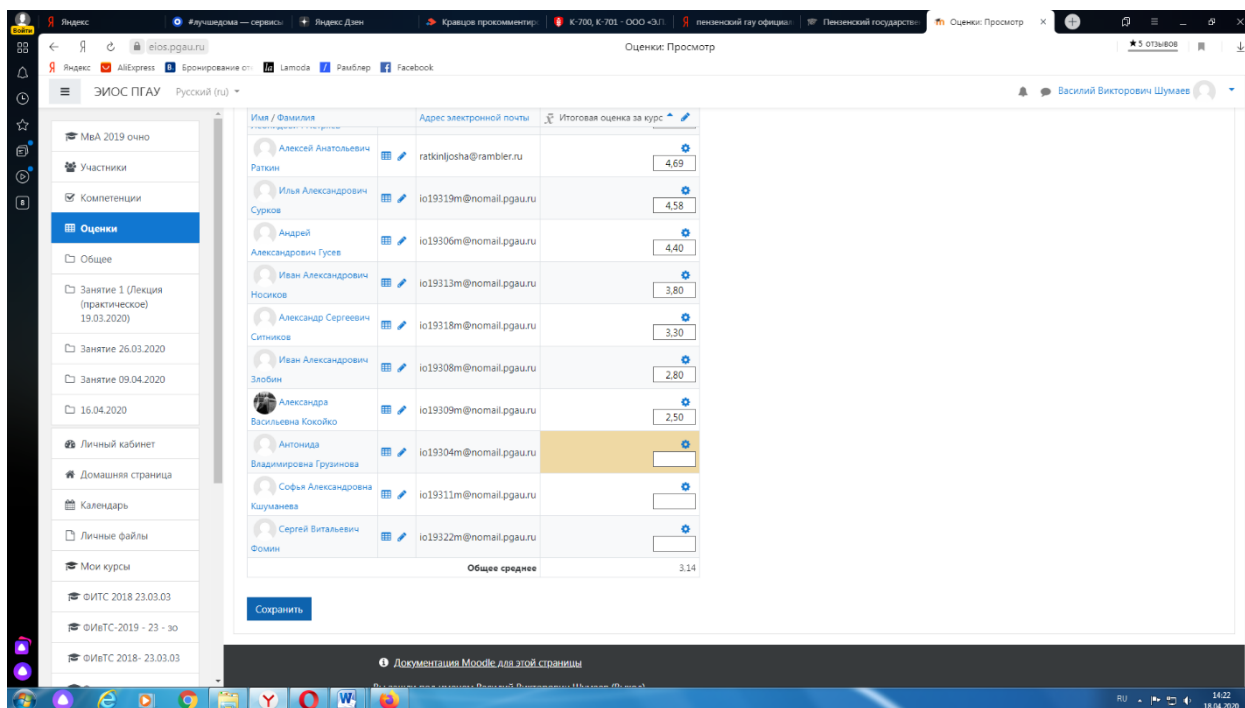 Войти
Яндекс
#лучшедома — сервисы
Яндекс Дзен
Кравцов прокомментир
К-700, К-701 - ООО «Э.Л
пензенский гау официал
Пензенский государстве
Оценки: Просмотр
eios.pgau.ru
Оценки: Просмотр
★5 отзывов
Яндекс
AliExpress
Бронирование от
Lamoda
Рамблер
Facebook
ЭИОС ПГАУ
Русский (ru)
Василий Викторович Шумаев
МвА 2019 очно
Участники
Компетенции
Оценки
Общее
Занятие 1 (Лекция
(практическое)
19.03.2020)
Занятие 26.03.2020
Занятие 09.04.2020
16.04.2020
Личный кабинет
Домашняя страница
Календарь
Личные файлы
Мои курсы
ФИТС 2018 23.03.03
ФИвТС-2019 - 23 - зо
ФИвТС 2018- 23.03.03
Имя / Фамилия
Адрес электронной почты
Итоговая оценка за курс
Алексей Анатольевич
Раткин
ratkinljosha@rambler.ru
4,69
Илья Александрович
Сурков
io19319m@nomail.pgau.ru
4,58
Андрей
Александрович Гусев
io19306m@nomail.pgau.ru
4,40
Иван Александрович
Носиков
io19313m@nomail.pgau.ru
3,80
Александр Сергеевич
Ситников
io19318m@nomail.pgau.ru
3,30
Иван Александрович
Злобин
io19308m@nomail.pgau.ru
2,80
Александра
Васильевна Кокойко
io19309m@nomail.pgau.ru
2,50
Антонида
Владимировна Грузинова
io19304m@nomail.pgau.ru
Софья Александровна
Кшуманева
io19311m@nomail.pgau.ru
Сергей Витальевич
Фомин
io19322m@nomail.pgau.ru
Общее среднее
3,14
Сохранить
Документация Moodle для этой страницы
RU
14:22
18.04.2020